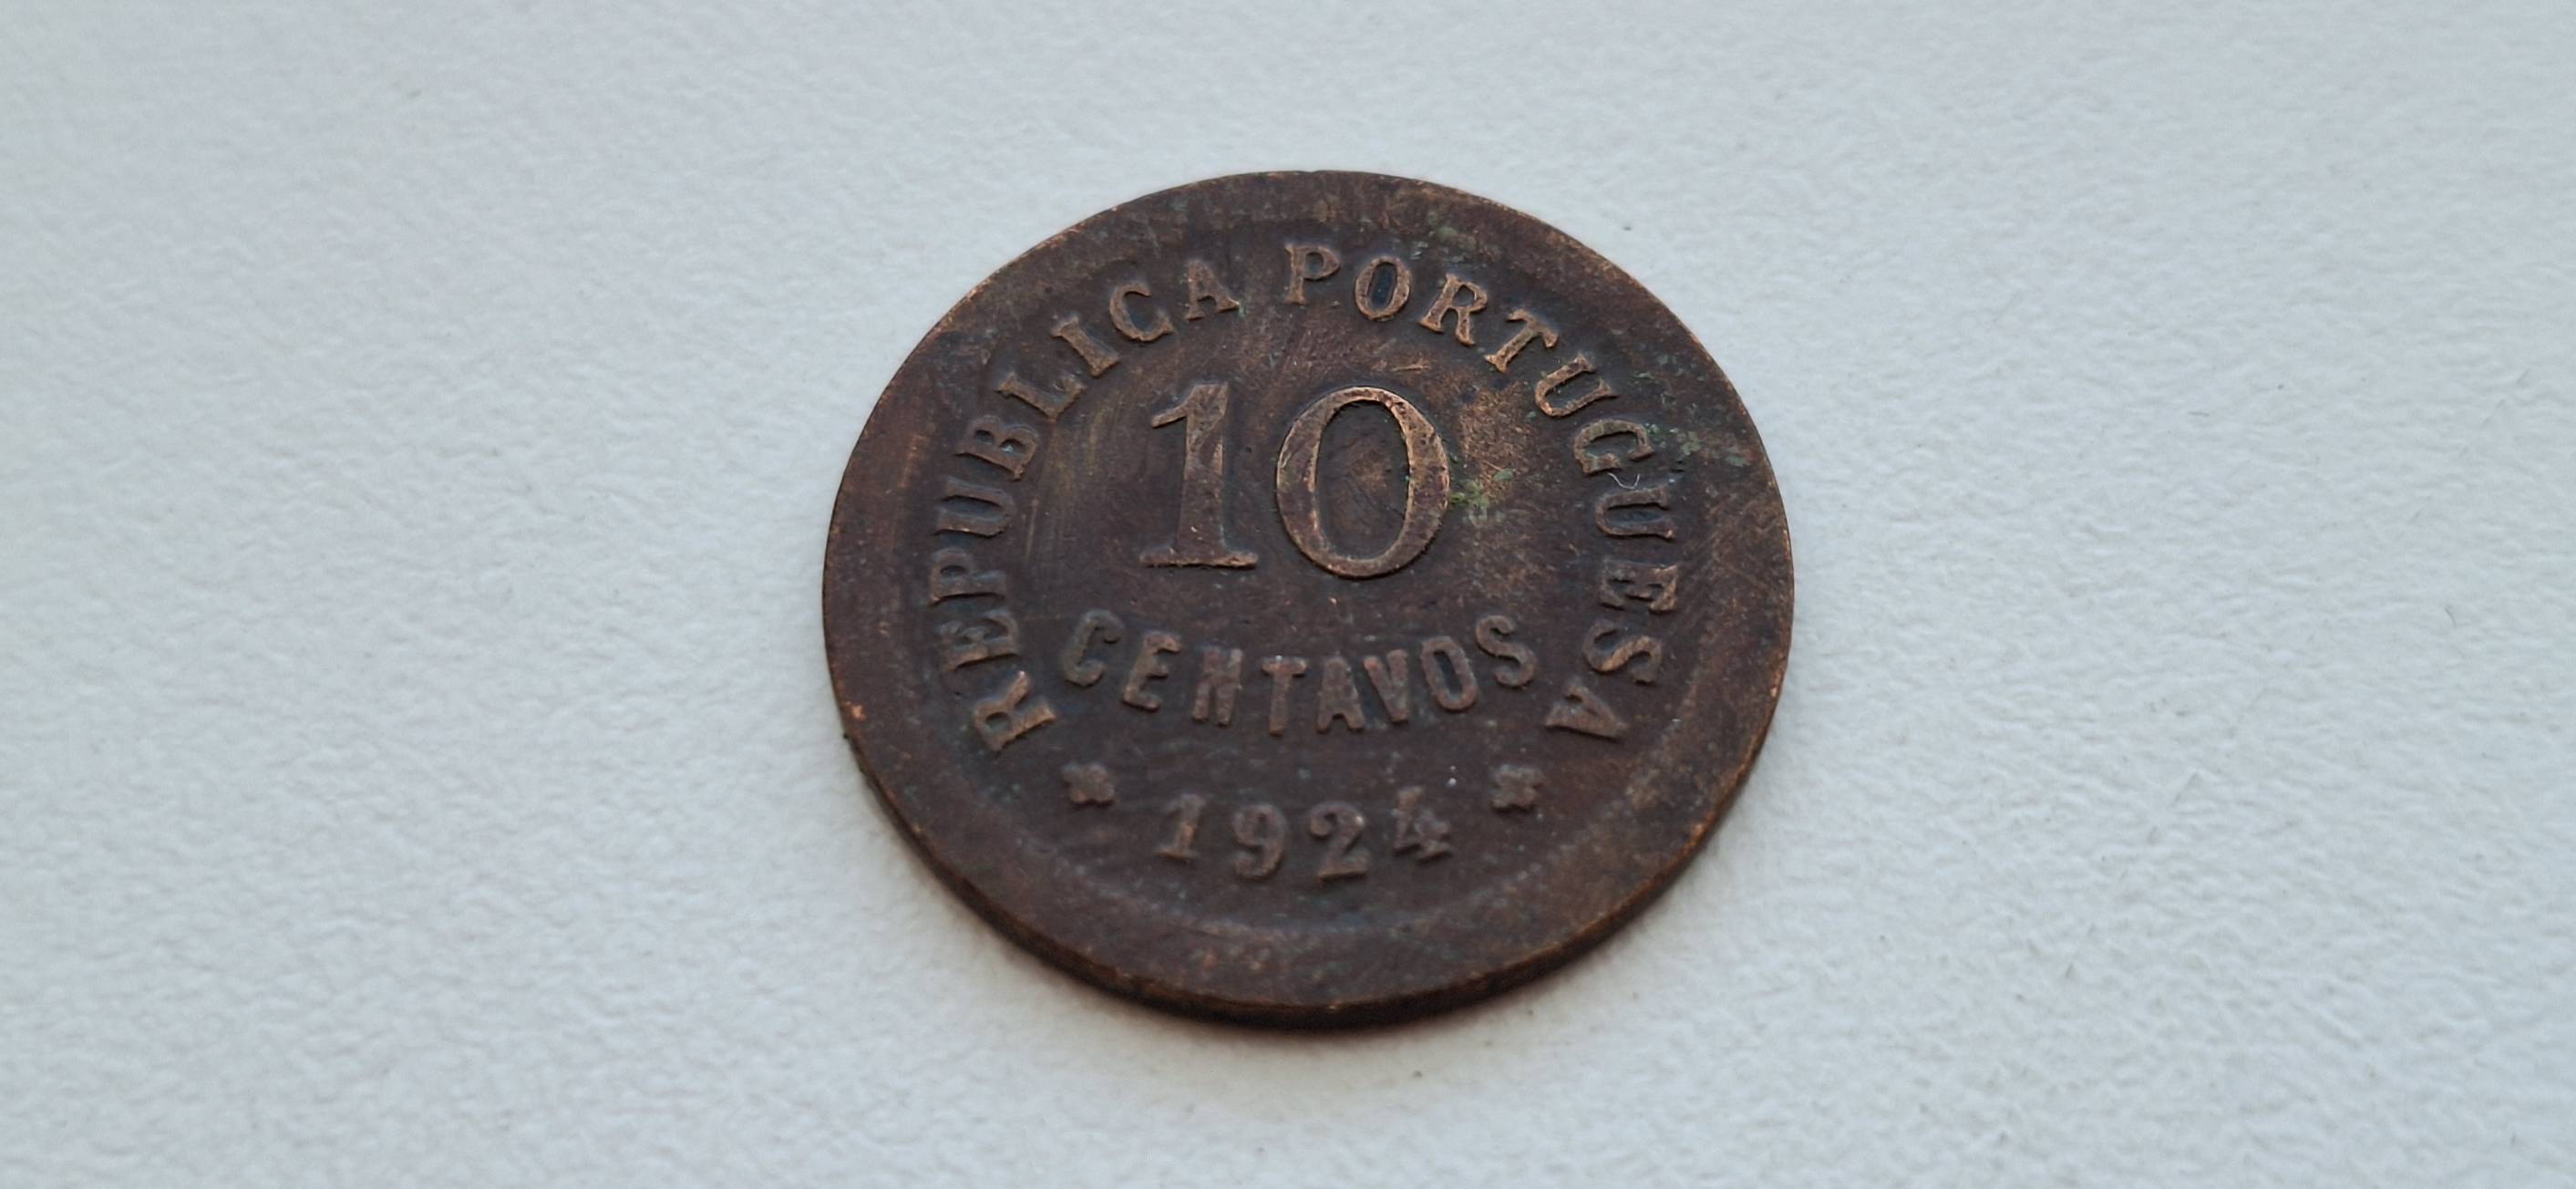 REPUBLICA PORTUGUESA
10
CENTAVOS
1924